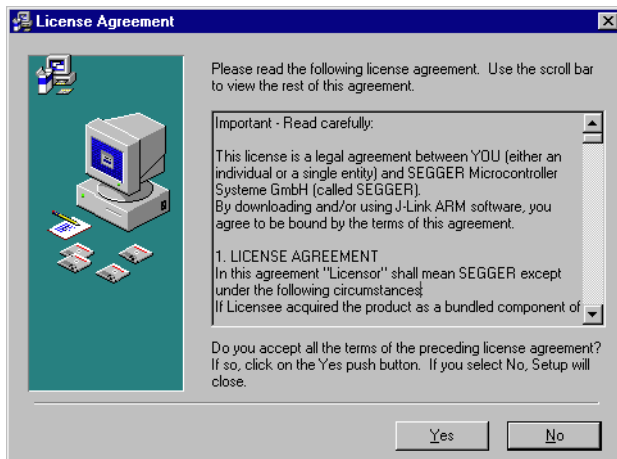 License Agreement
Please read the following license agreement. Use the scroll bar
to view the rest of this agreement.
Important - Read carefully:
This license is a legal agreement between YOU (either an
individual or a single entity) and SEGGER Microcontroller
Systeme GmbH (called SEGGER).
By downloading and/or using J-Link ARM software, you
agree to be bound by the terms of this agreement.
1. LICENSE AGREEMENT
In this agreement "Licensor" shall mean SEGGER except
under the following circumstances:
If Licensee acquired the product as a bundled component of
Do you accept all the terms of the preceding license agreement?
If so, click on the Yes push button. If you select No, Setup will
close.
Yes
No